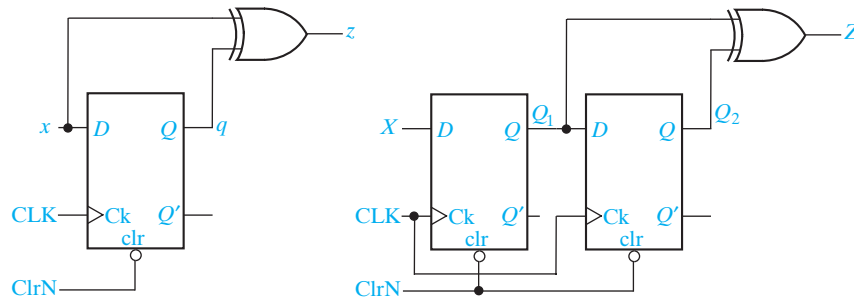 z
x D Q q
CLK Ck Q'
clr
ClrN
Z
X D Q Q1 D Q Q2
CLK Ck Q' Ck Q'
clr clr
ClrN